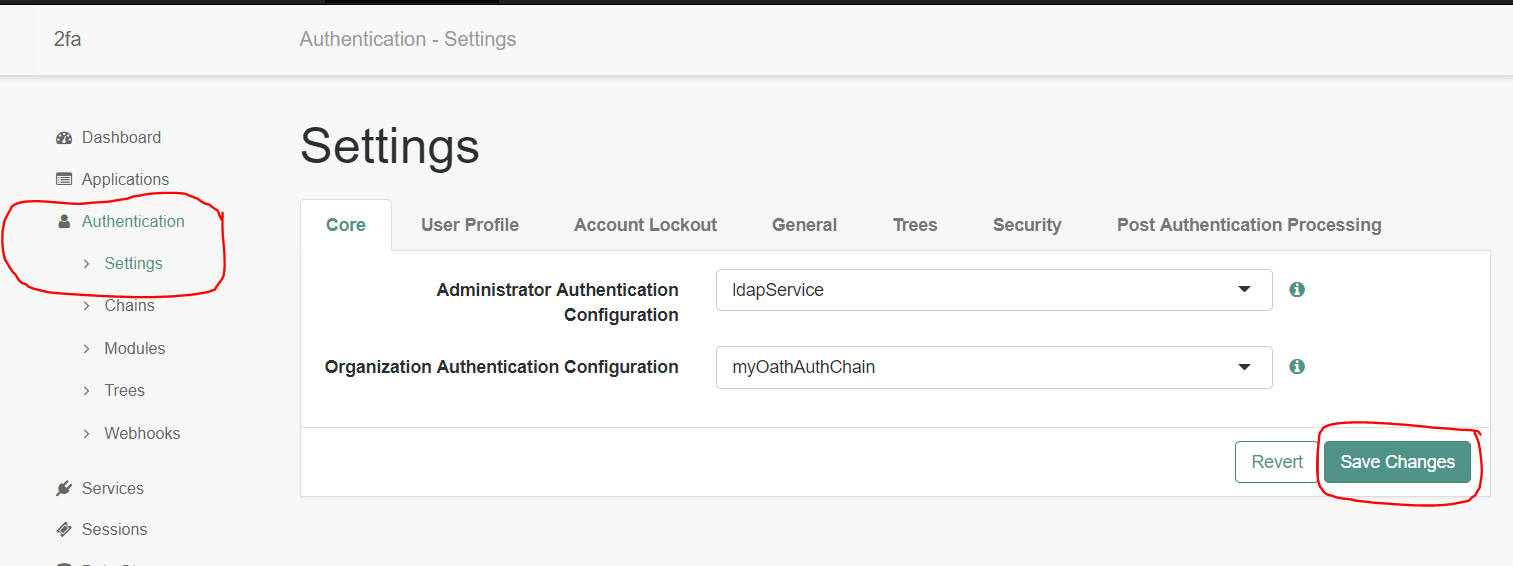 2fa
Authentication - Settings
Dashboard
Applications
Authentication
Settings
Chains
Modules
Trees
Webhooks
Services
Sessions
Settings
Core
User Profile
Account Lockout
General
Trees
Security
Post Authentication Processing
Administrator Authentication
Configuration
ldapService
Organization Authentication Configuration
myOathAuthChain
Revert
Save Changes